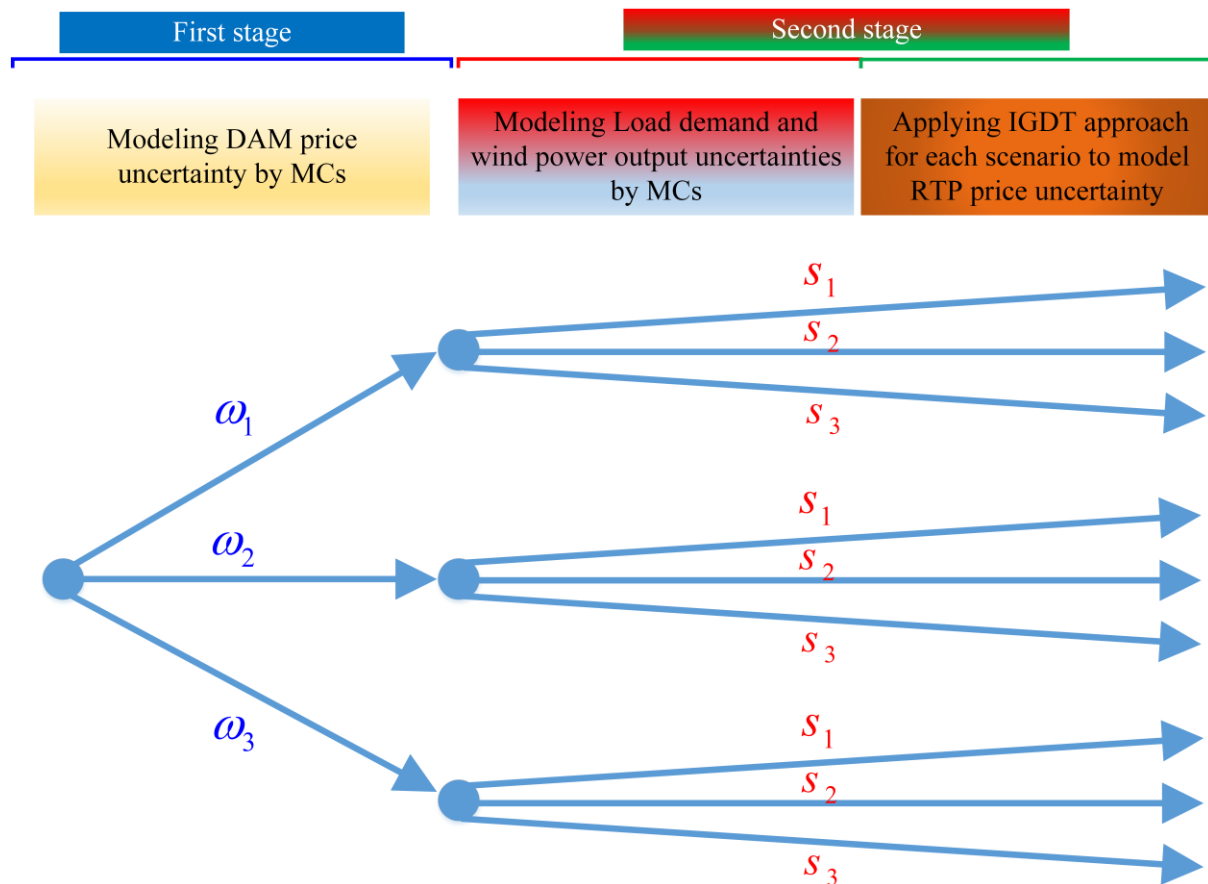 First stage
Second stage
Modeling DAM price
uncertainty by MCs
Modeling Load demand and
wind power output uncertainties
by MCs
Applying IGDT approach
for each scenario to model
RTP price uncertainty
s₁
s₂
s₃
ω₁
s₁
s₂
s₃
ω₂
s₁
s₂
s₃
ω₃